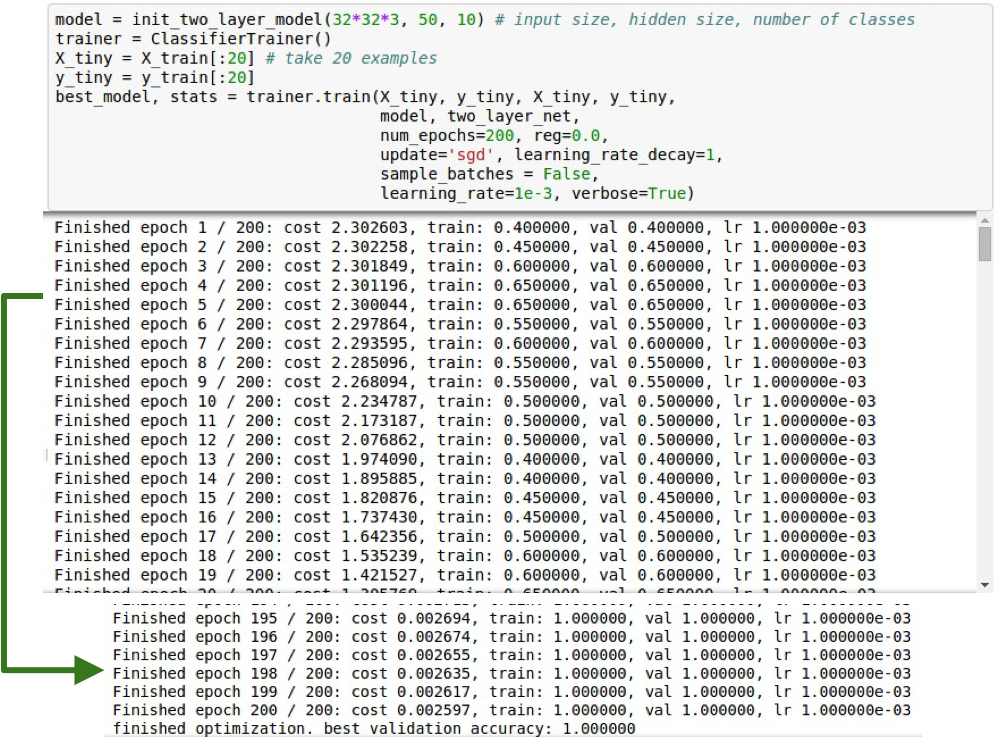 model = init_two_layer_model(32*32*3, 50, 10) # input size, hidden size, number of classes
trainer = ClassifierTrainer()
X_tiny = X_train[:20] # take 20 examples
y_tiny = y_train[:20]
best_model, stats = trainer.train(X_tiny, y_tiny, X_tiny, y_tiny,
model, two_layer_net,
num_epochs=200, reg=0.0,
update='sgd', learning_rate_decay=1,
sample_batches = False,
learning_rate=1e-3, verbose=True)
Finished epoch 1 / 200: cost 2.302603, train: 0.400000, val 0.400000, lr 1.000000e-03
Finished epoch 2 / 200: cost 2.302258, train: 0.450000, val 0.450000, lr 1.000000e-03
Finished epoch 3 / 200: cost 2.301849, train: 0.600000, val 0.600000, lr 1.000000e-03
Finished epoch 4 / 200: cost 2.301196, train: 0.650000, val 0.650000, lr 1.000000e-03
Finished epoch 5 / 200: cost 2.300044, train: 0.650000, val 0.650000, lr 1.000000e-03
Finished epoch 6 / 200: cost 2.297864, train: 0.550000, val 0.550000, lr 1.000000e-03
Finished epoch 7 / 200: cost 2.293595, train: 0.600000, val 0.600000, lr 1.000000e-03
Finished epoch 8 / 200: cost 2.285096, train: 0.550000, val 0.550000, lr 1.000000e-03
Finished epoch 9 / 200: cost 2.268094, train: 0.550000, val 0.550000, lr 1.000000e-03
Finished epoch 10 / 200: cost 2.234787, train: 0.500000, val 0.500000, lr 1.000000e-03
Finished epoch 11 / 200: cost 2.173187, train: 0.500000, val 0.500000, lr 1.000000e-03
Finished epoch 12 / 200: cost 2.076862, train: 0.500000, val 0.500000, lr 1.000000e-03
Finished epoch 13 / 200: cost 1.974090, train: 0.400000, val 0.400000, lr 1.000000e-03
Finished epoch 14 / 200: cost 1.895885, train: 0.400000, val 0.400000, lr 1.000000e-03
Finished epoch 15 / 200: cost 1.820876, train: 0.450000, val 0.450000, lr 1.000000e-03
Finished epoch 16 / 200: cost 1.737430, train: 0.450000, val 0.450000, lr 1.000000e-03
Finished epoch 17 / 200: cost 1.642356, train: 0.500000, val 0.500000, lr 1.000000e-03
Finished epoch 18 / 200: cost 1.535239, train: 0.600000, val 0.600000, lr 1.000000e-03
Finished epoch 19 / 200: cost 1.421527, train: 0.600000, val 0.600000, lr 1.000000e-03
Finished epoch 195 / 200: cost 0.002694, train: 1.000000, val 1.000000, lr 1.000000e-03
Finished epoch 196 / 200: cost 0.002674, train: 1.000000, val 1.000000, lr 1.000000e-03
Finished epoch 197 / 200: cost 0.002655, train: 1.000000, val 1.000000, lr 1.000000e-03
Finished epoch 198 / 200: cost 0.002635, train: 1.000000, val 1.000000, lr 1.000000e-03
Finished epoch 199 / 200: cost 0.002617, train: 1.000000, val 1.000000, lr 1.000000e-03
Finished epoch 200 / 200: cost 0.002597, train: 1.000000, val 1.000000, lr 1.000000e-03
finished optimization. best validation accuracy: 1.000000